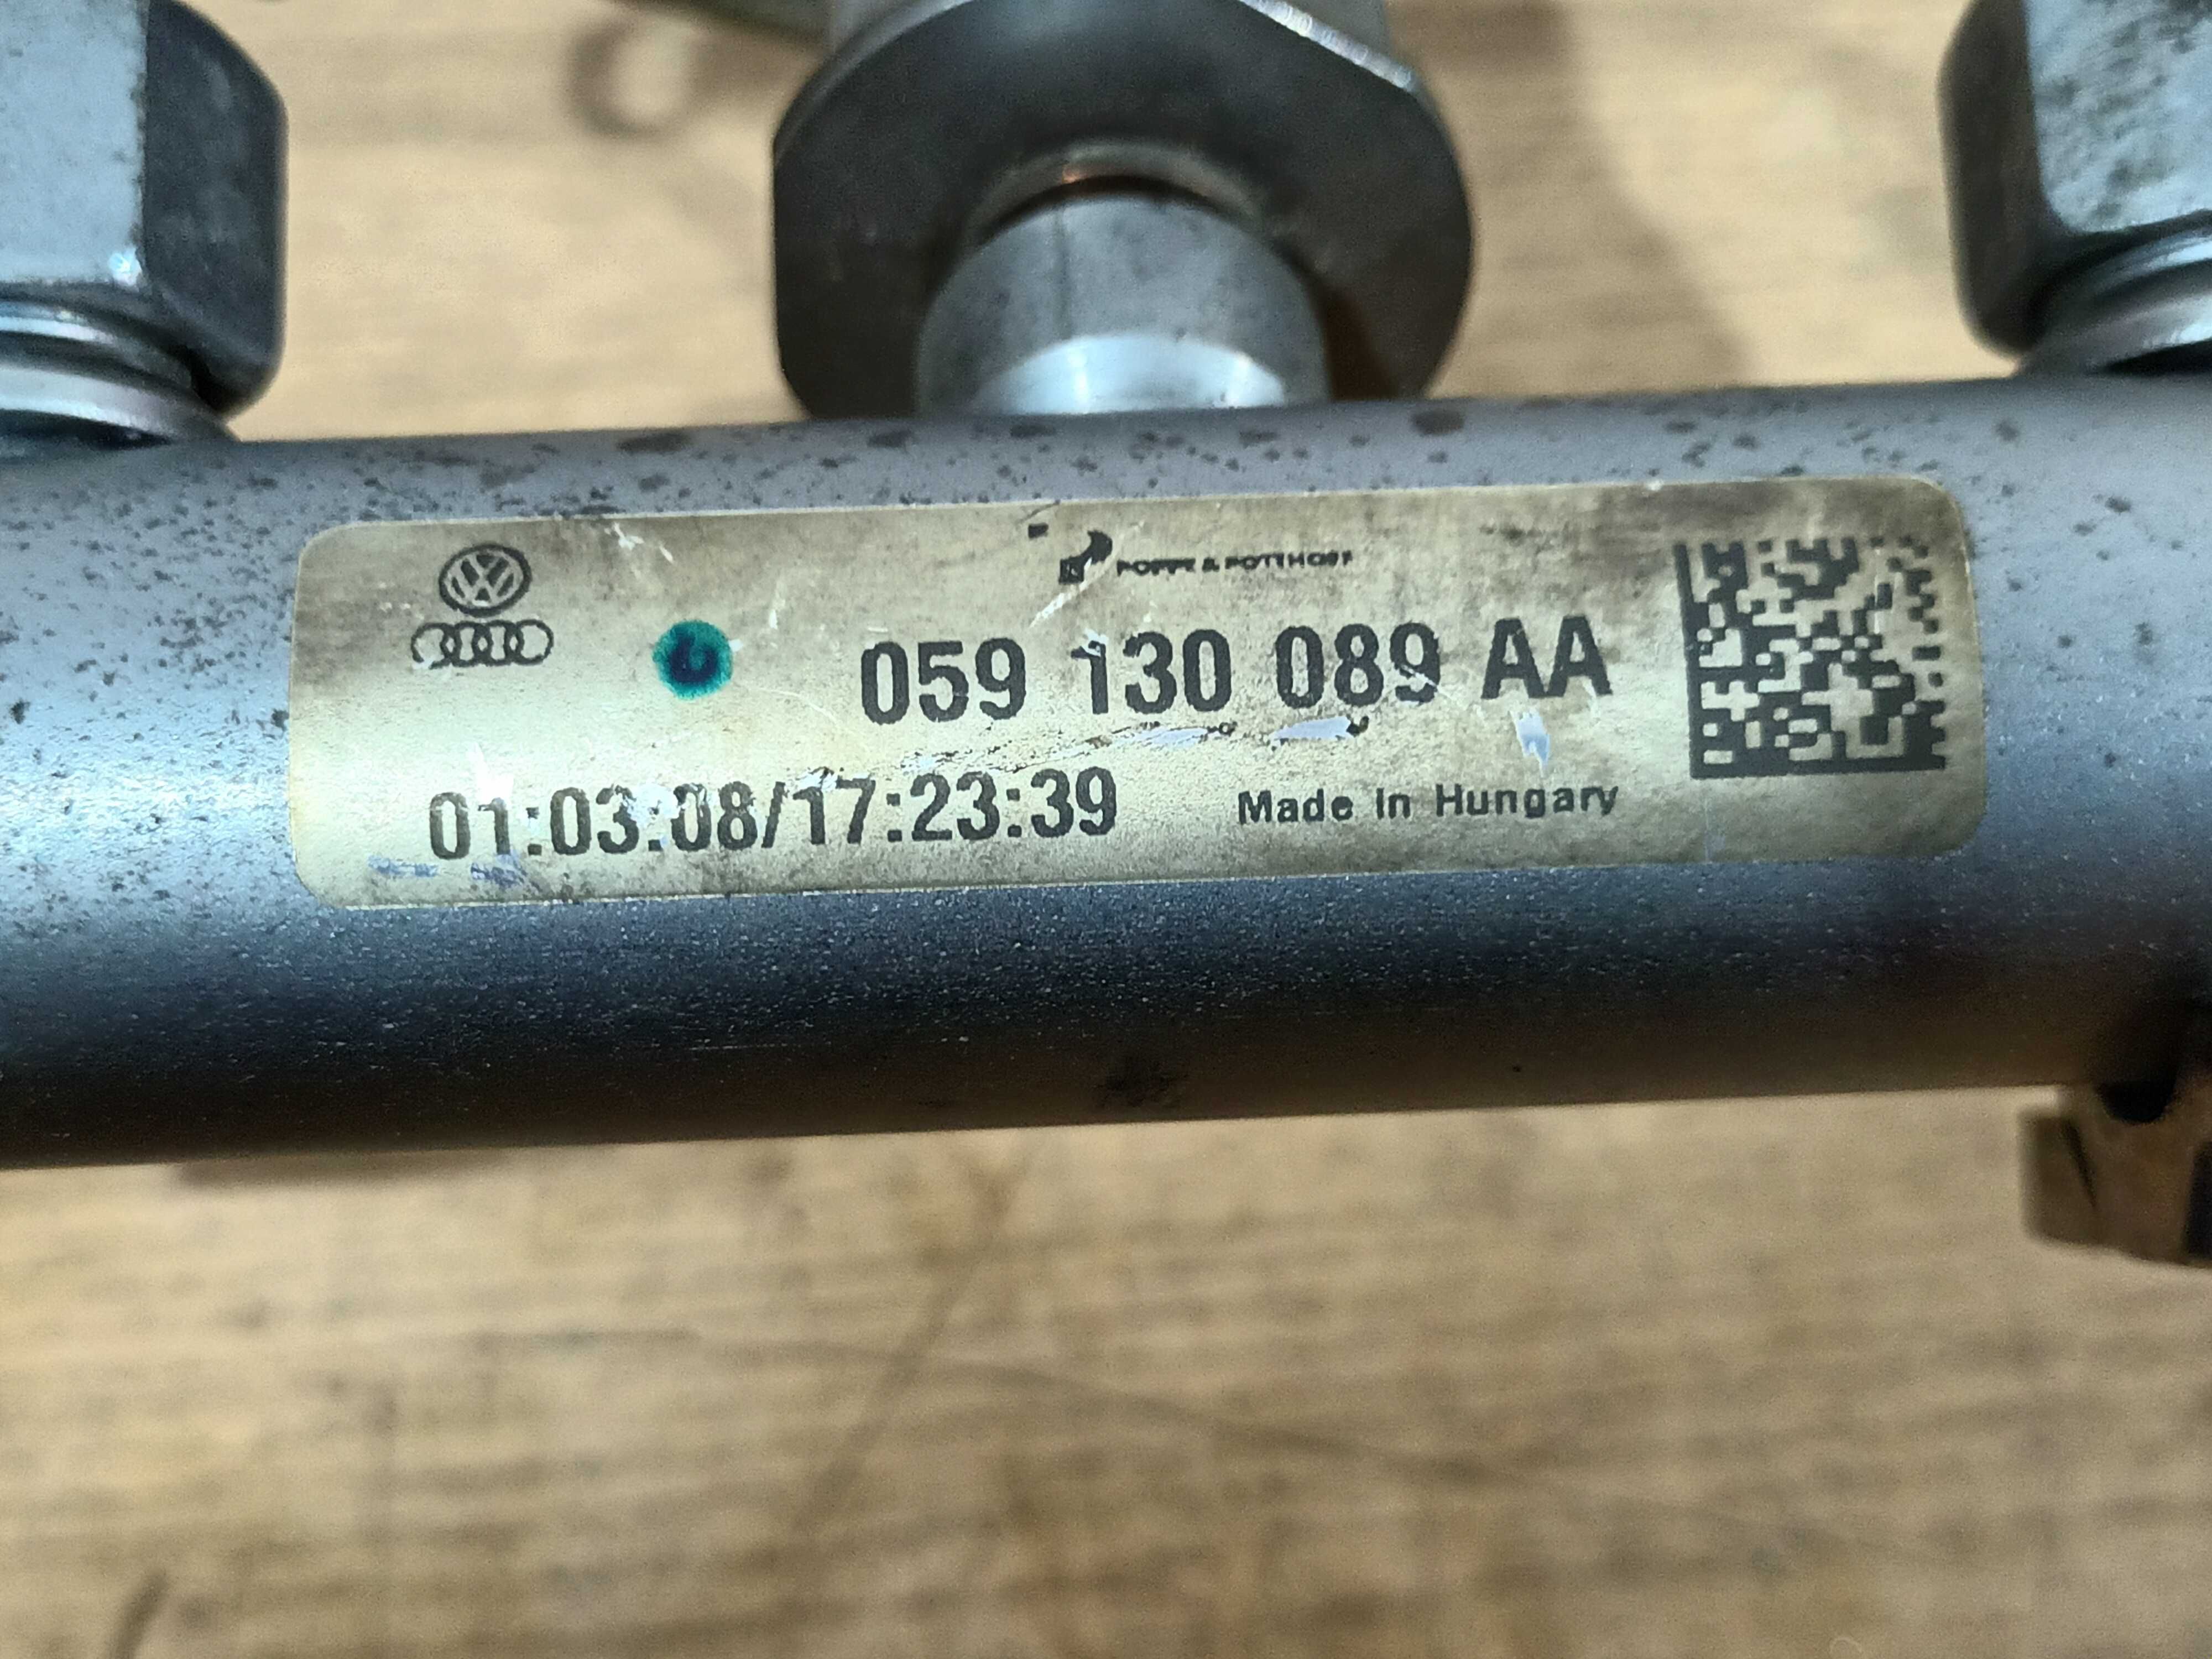 POPPE & POTTHOFF
059 130 089 AA
01:03:08/17:23:39
Made in Hungary